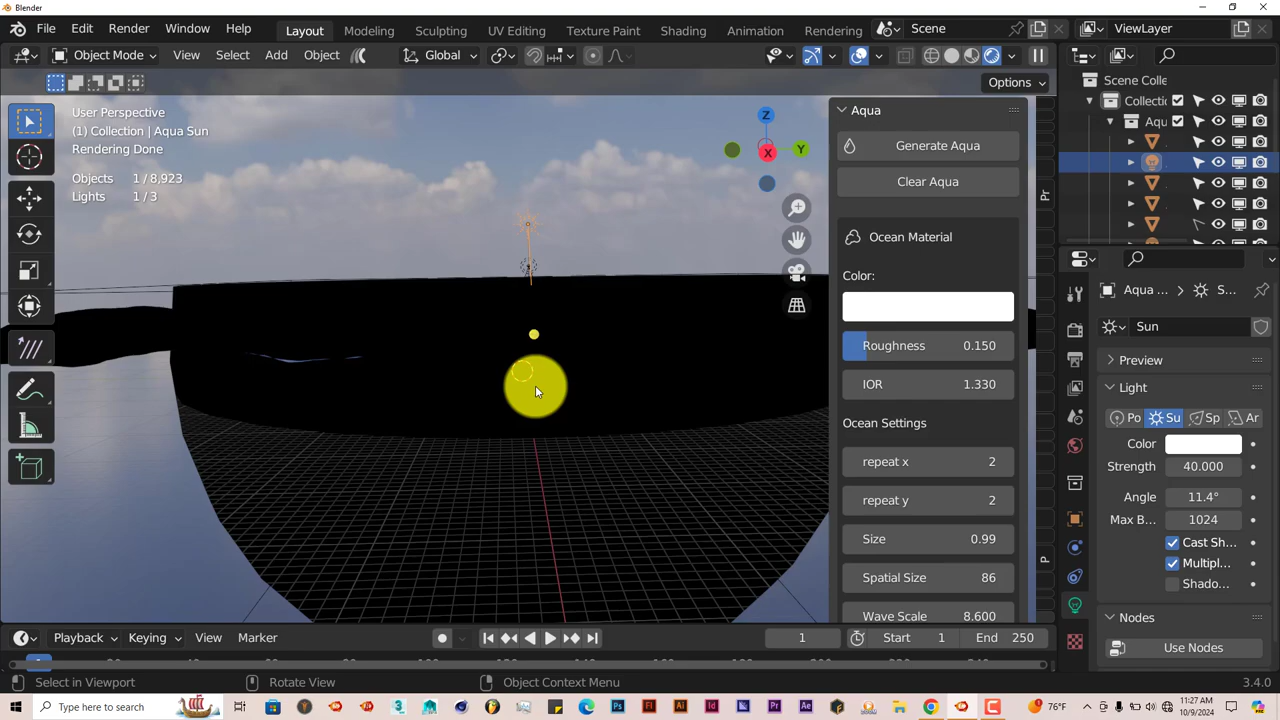 Blender
File Edit Render Window Help
Layout Modeling Sculpting UV Editing Texture Paint Shading Animation Rendering
Scene
ViewLayer
Object Mode View Select Add Object
Global
Options
User Perspective
(1) Collection | Aqua Sun
Rendering Done
Objects 1 / 8,923
Lights 1 / 3
Z
X
Y
Aqua
Generate Aqua
Clear Aqua
Ocean Material
Color:
Roughness 0.150
IOR 1.330
Ocean Settings
repeat x 2
repeat y 2
Size 0.99
Spatial Size 86
Wave Scale 8.600
Pr
P
Scene Colle
Collecti
Aqu
Aqua ... > S...
Sun
Preview
Light
Po Su Sp Ar
Color
Strength 40.000
Angle 11.4°
Max B... 1024
Cast Sh...
Multipl...
Shado...
Nodes
Use Nodes
Playback Keying View Marker
1 Start 1 End 250
Select in Viewport Rotate View Object Context Menu 3.4.0
Type here to search
76°F
11:27 AM
10/9/2024